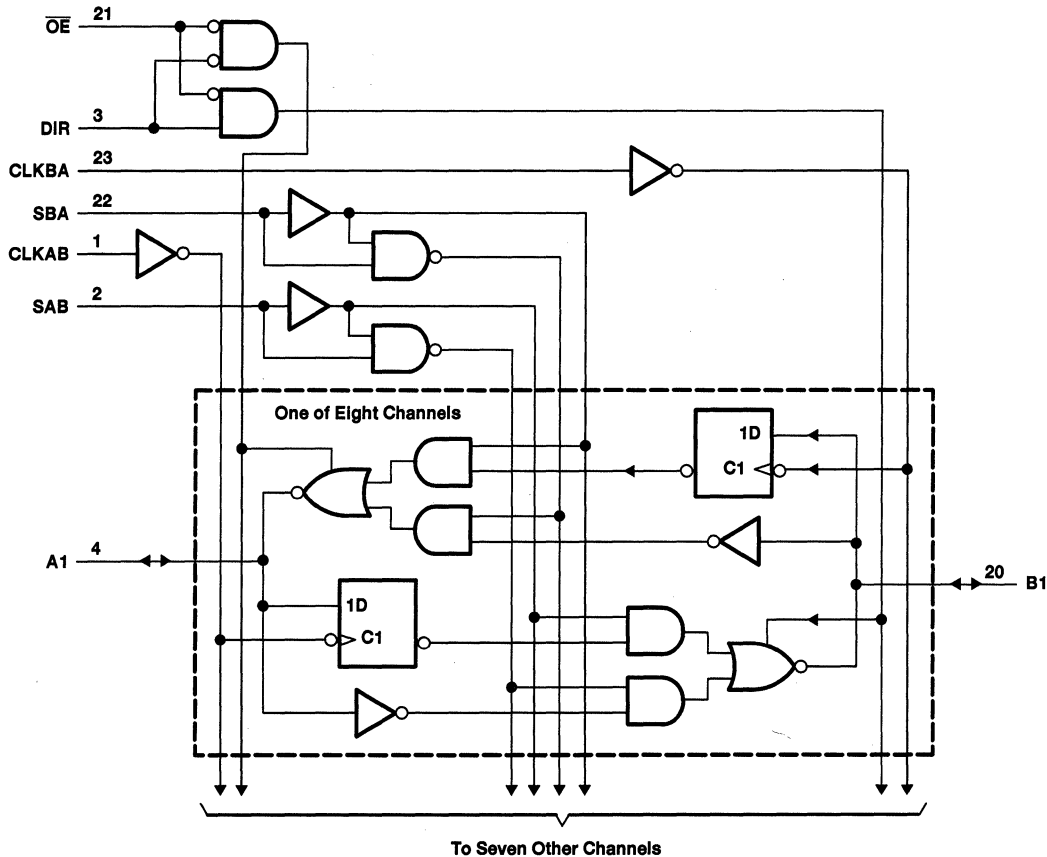 OE 21
DIR 3
CLKBA 23
SBA 22
CLKAB 1
SAB 2
One of Eight Channels
1D
C1
A1 4
20 B1
1D
C1
To Seven Other Channels